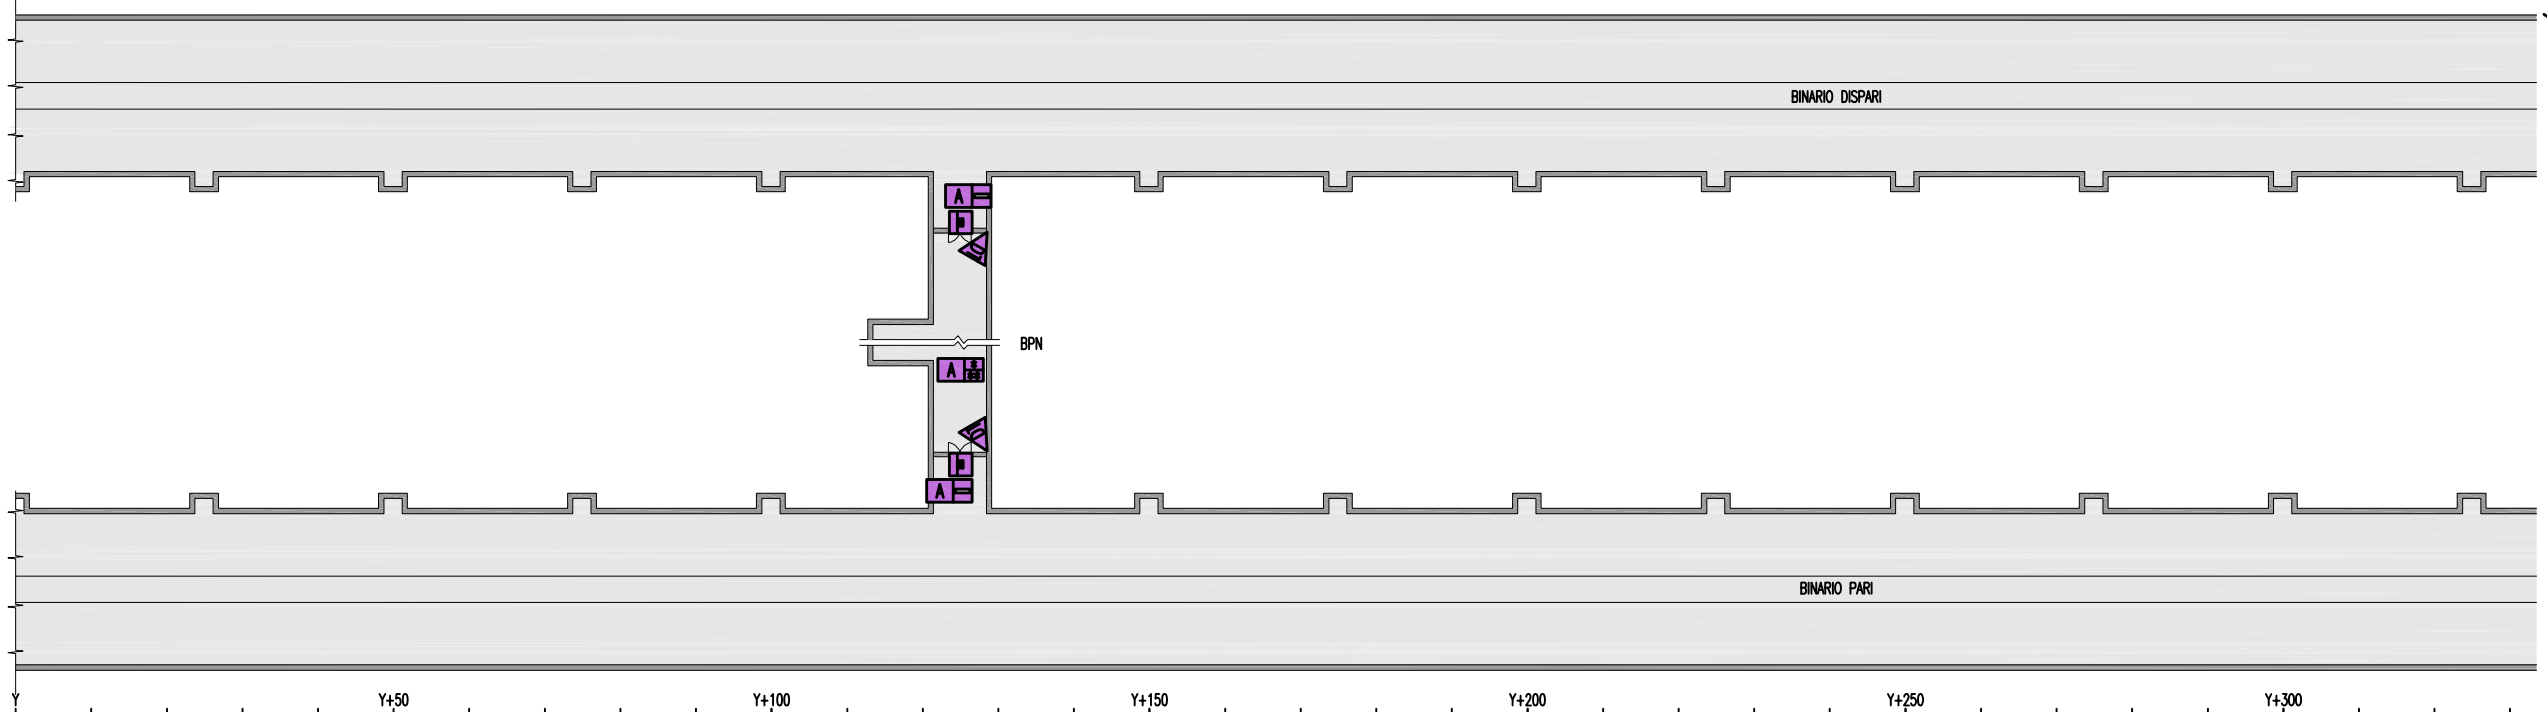 BINARIO DISPARI
A
A
BPN
A * **
A
BINARIO PARI
Y Y+50 Y+100 Y+150 Y+200 Y+250 Y+300